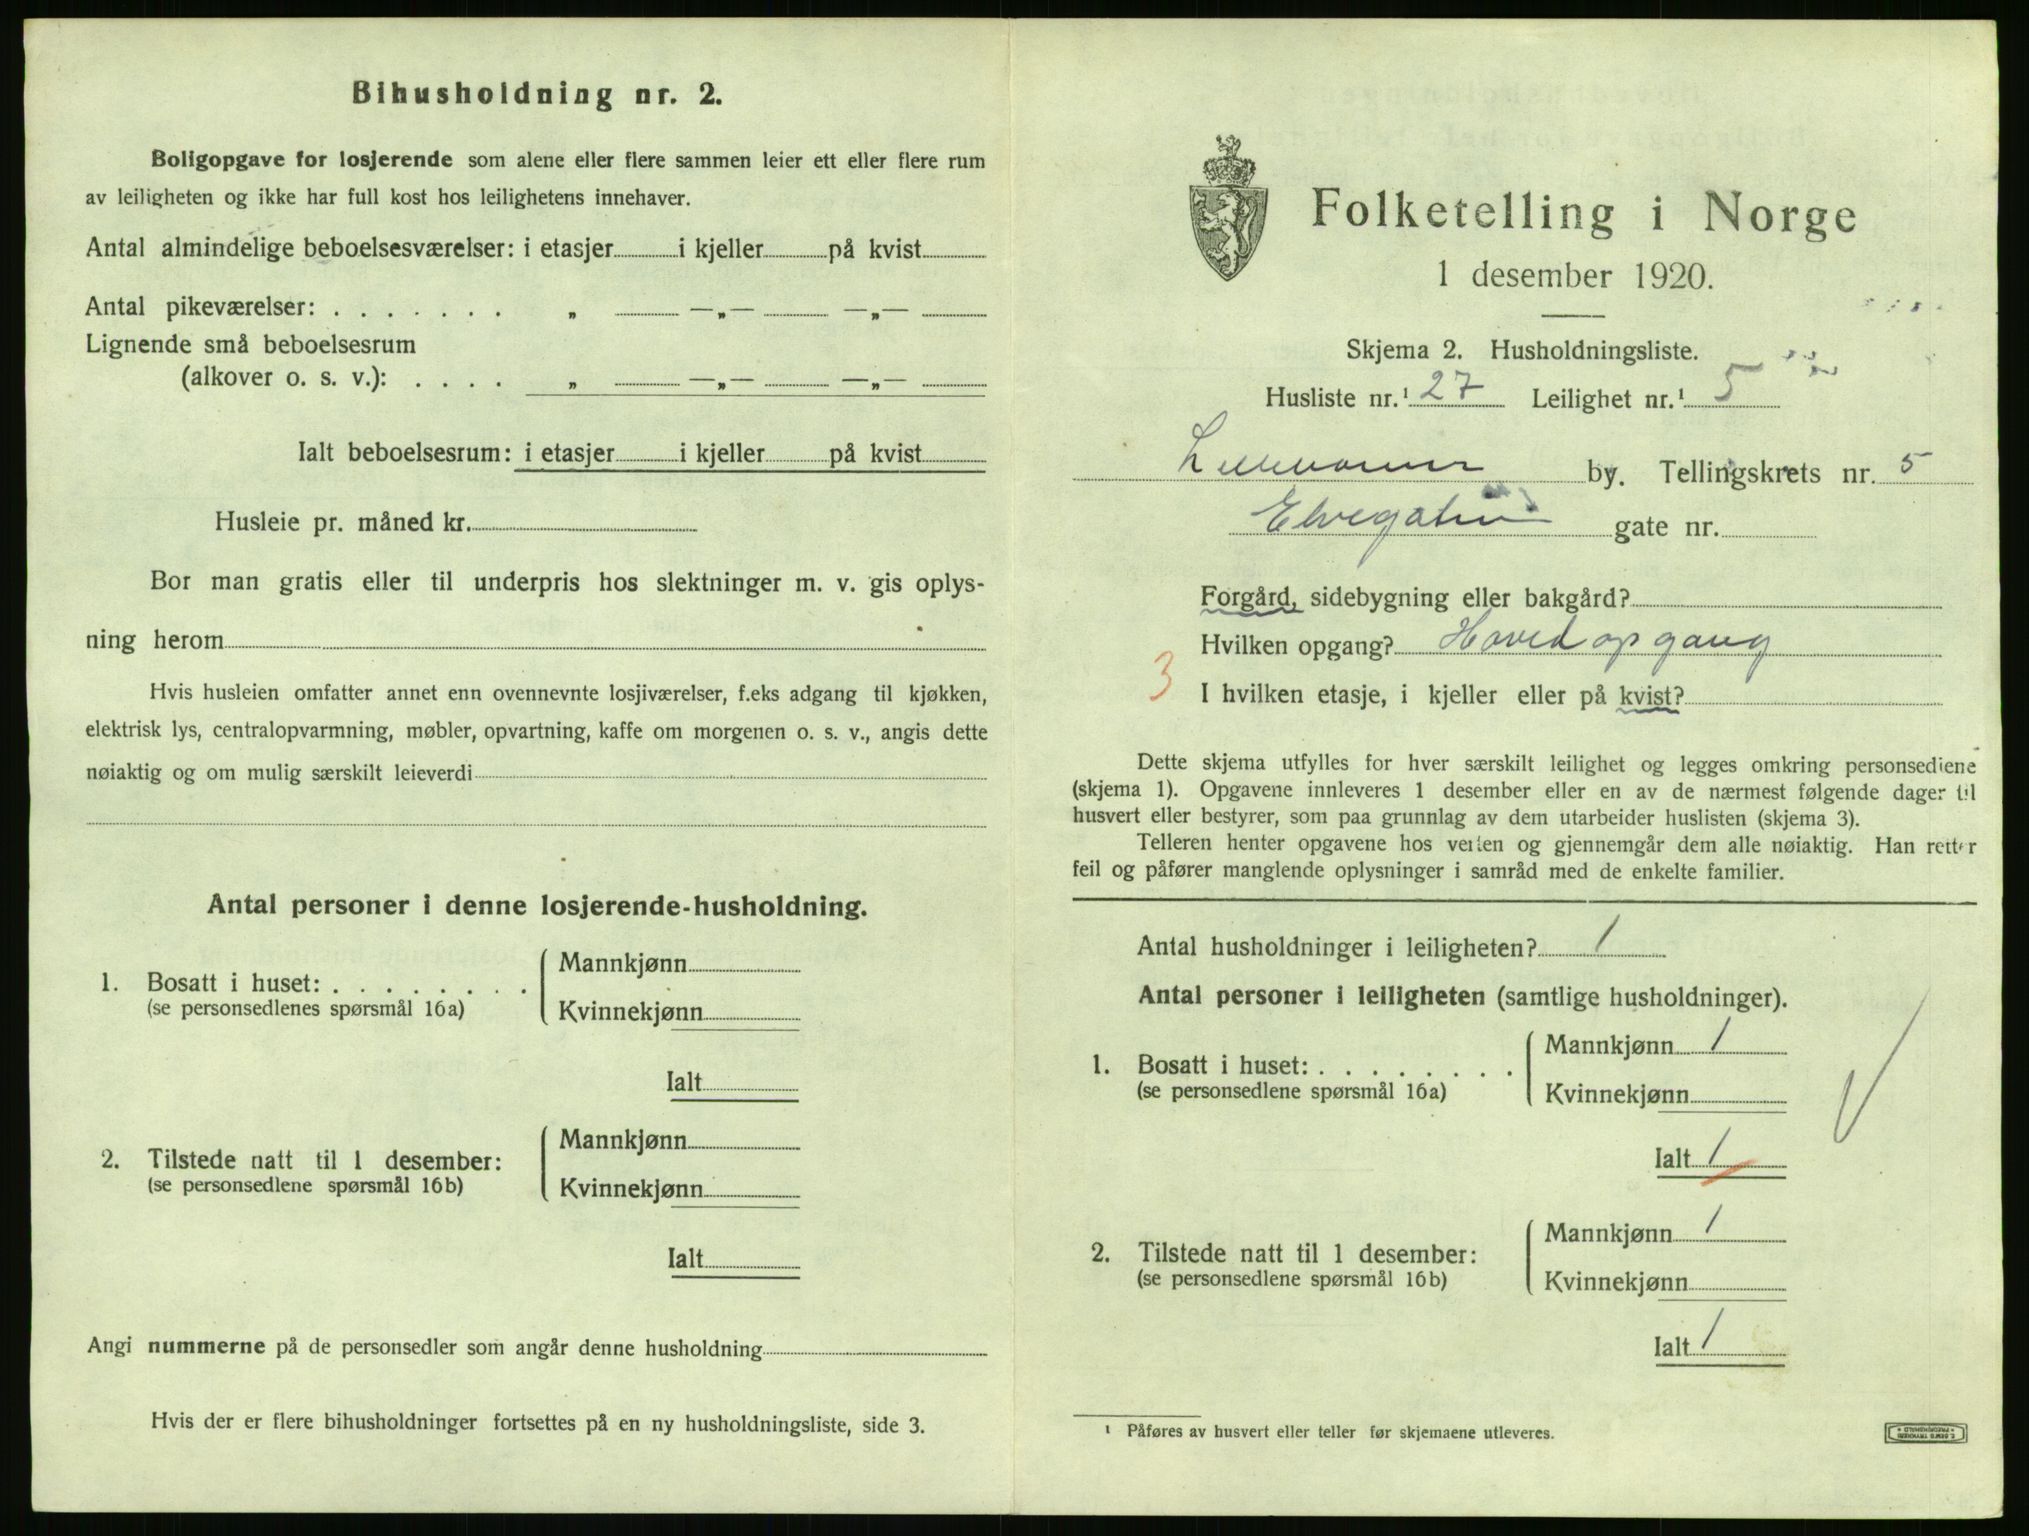 Bihusholdning nr. 2.
Boligopgave for losjerende som alene eller flere sammen leier ett eller flere rum
av leiligheten og ikke har full kost hos leilighetens innehaver.
Antal almindelige beboelsesværelser: i etasjer i kjeller på kvist
Antal pikeværelser: . . . . . . . „ —„— —„—
Lignende små beboelsesrum
(alkover o. s. v.): . . . . „ —„— —„—
Ialt beboelsesrum: i etasjer i kjeller på kvist
Husleie pr. måned kr.
Bor man gratis eller til underpris hos slektninger m. v. gis oplys-
ning herom
Hvis husleien omfatter annet enn ovennevnte losjiværelser, f.eks adgang til kjøkken,
elektrisk lys, centralopvarmning, møbler, opvartning, kaffe om morgenen o. s. v., angis dette
nøiaktig og om mulig særskilt leieverdi
Antal personer i denne losjerende-husholdning.
1. Bosatt i huset: . . . . . . . .
(se personsedlenes spørsmål 16a)
Mannkjønn
Kvinnekjønn
Ialt
2. Tilstede natt til 1 desember:
(se personsedlene spørsmål 16b)
Mannkjønn
Kvinnekjønn
Ialt
Angi nummerne på de personsedler som angår denne husholdning
Hvis der er flere bihusholdninger fortsettes på en ny husholdningsliste, side 3.
Folketelling i Norge
1 desember 1920.
Skjema 2. Husholdningsliste.
Husliste nr.¹ 27 Leilighet nr.¹ 5
by. Tellingskrets nr. 5
Elvegaten gate nr.
Forgård, sidebygning eller bakgård?
Hvilken opgang? Hovedopgang
3 I hvilken etasje, i kjeller eller på kvist?
Dette skjema utfylles for hver særskilt leilighet og legges omkring personsediene
(skjema 1). Opgavene innleveres 1 desember eller en av de nærmest følgende dager til
husvert eller bestyrer, som paa grunnlag av dem utarbeider huslisten (skjema 3).
Telleren henter opgavene hos verten og gjennemgår dem alle nøiaktig. Han retter
feil og påfører manglende oplysninger i samråd med de enkelte familier.
Antal husholdninger i leiligheten? 1
Antal personer i leiligheten (samtlige husholdninger).
1. Bosatt i huset: . . . . . . . .
(se personsedlene spørsmål 16a)
Mannkjønn 1
Kvinnekjønn
Ialt 1
2. Tilstede natt til 1 desember:
(se personsedlene spørsmål 16b)
Mannkjønn 1
Kvinnekjønn
Ialt 1
¹ Påføres av husvert eller teller før skjemaene utleveres.